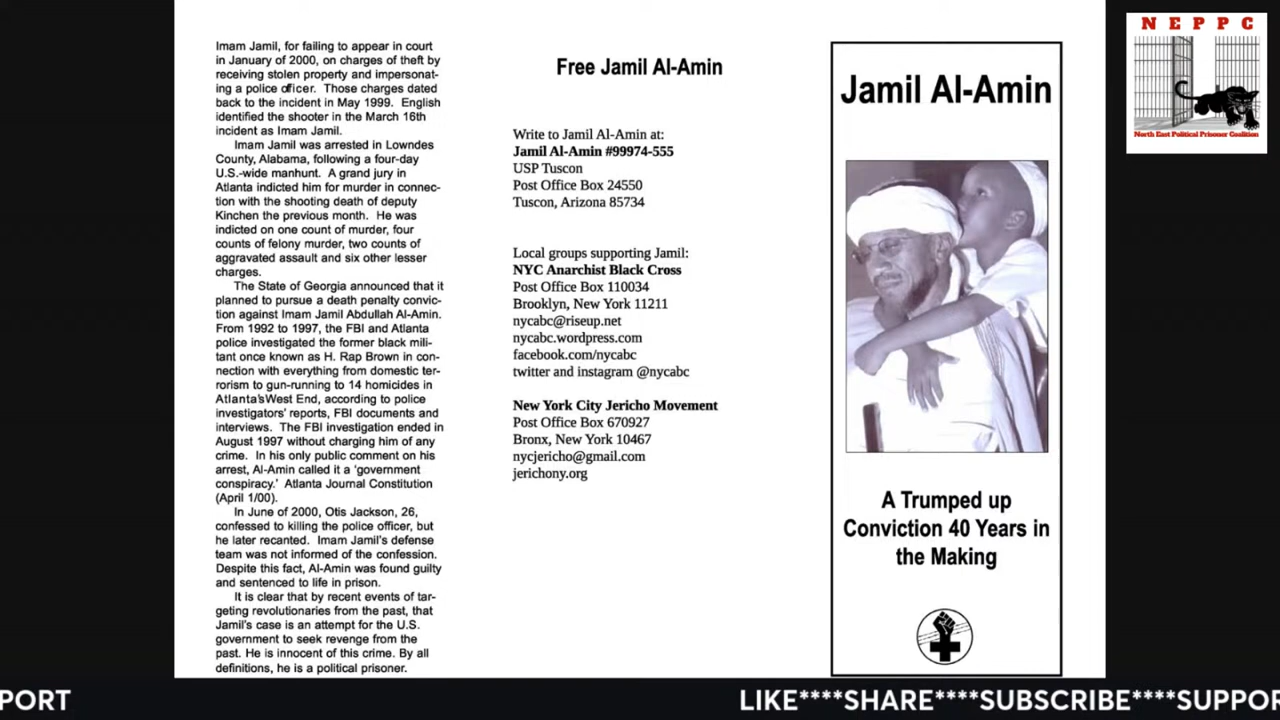 Imam Jamil, for failing to appear in court
in January of 2000, on charges of theft by
receiving stolen property and impersonat-
ing a police officer. Those charges dated
back to the incident in May 1999. English
identified the shooter in the March 16th
incident as Imam Jamil.
Imam Jamil was arrested in Lowndes
County, Alabama, following a four-day
U.S.-wide manhunt. A grand jury in
Atlanta indicted him for murder in connec-
tion with the shooting death of deputy
Kinchen the previous month. He was
indicted on one count of murder, four
counts of felony murder, two counts of
aggravated assault and six other lesser
charges.
The State of Georgia announced that it
planned to pursue a death penalty convic-
tion against Imam Jamil Abdullah Al-Amin.
From 1992 to 1997, the FBI and Atlanta
police investigated the former black mili-
tant once known as H. Rap Brown in con-
nection with everything from domestic ter-
rorism to gun-running to 14 homicides in
Atlanta'sWest End, according to police
investigators' reports, FBI documents and
interviews. The FBI investigation ended in
August 1997 without charging him of any
crime. In his only public comment on his
arrest, Al-Amin called it a 'government
conspiracy.' Atlanta Journal Constitution
(April 1/00).
In June of 2000, Otis Jackson, 26,
confessed to killing the police officer, but
he later recanted. Imam Jamil's defense
team was not informed of the confession.
Despite this fact, Al-Amin was found guilty
and sentenced to life in prison.
It is clear that by recent events of tar-
geting revolutionaries from the past, that
Jamil's case is an attempt for the U.S.
government to seek revenge from the
past. He is innocent of this crime. By all
definitions, he is a political prisoner.
Free Jamil Al-Amin
Write to Jamil Al-Amin at:
Jamil Al-Amin #99974-555
USP Tuscon
Post Office Box 24550
Tuscon, Arizona 85734
Local groups supporting Jamil:
NYC Anarchist Black Cross
Post Office Box 110034
Brooklyn, New York 11211
nycabc@riseup.net
nycabc.wordpress.com
facebook.com/nycabc
twitter and instagram @nycabc
New York City Jericho Movement
Post Office Box 670927
Bronx, New York 10467
nycjericho@gmail.com
jerichony.org
Jamil Al-Amin
A Trumped up
Conviction 40 Years in
the Making
NEPPC
North East Political Prisoner Coalition
PORT LIKE****SHARE****SUBSCRIBE****SUPPOR